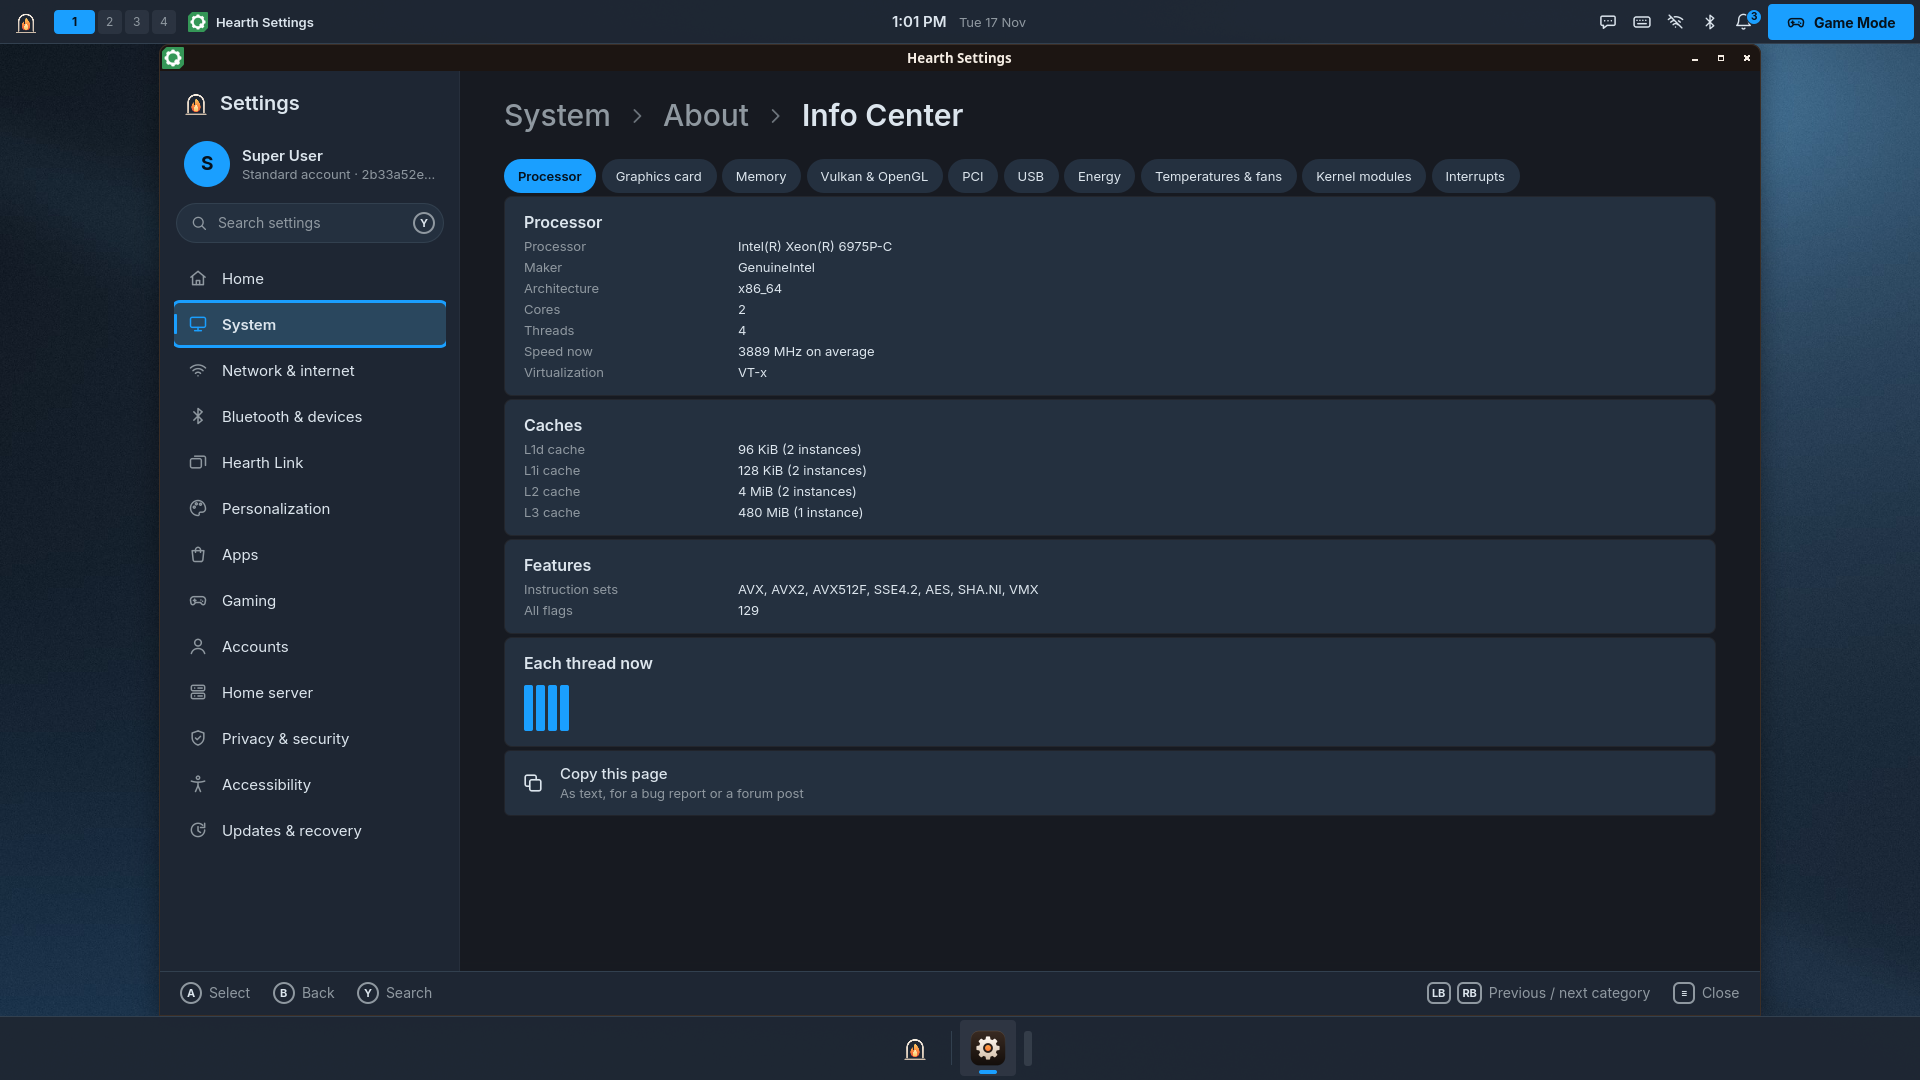 1 2 3 4 Hearth Settings 1:01 PM Tue 17 Nov 3 Game Mode
Hearth Settings
Settings
S Super User
Standard account · 2b33a52e...
Search settings Y
Home
System
Network & internet
Bluetooth & devices
Hearth Link
Personalization
Apps
Gaming
Accounts
Home server
Privacy & security
Accessibility
Updates & recovery
System > About > Info Center
Processor Graphics card Memory Vulkan & OpenGL PCI USB Energy Temperatures & fans Kernel modules Interrupts
Processor
Processor Intel(R) Xeon(R) 6975P-C
Maker GenuineIntel
Architecture x86_64
Cores 2
Threads 4
Speed now 3889 MHz on average
Virtualization VT-x
Caches
L1d cache 96 KiB (2 instances)
L1i cache 128 KiB (2 instances)
L2 cache 4 MiB (2 instances)
L3 cache 480 MiB (1 instance)
Features
Instruction sets AVX, AVX2, AVX512F, SSE4.2, AES, SHA.NI, VMX
All flags 129
Each thread now
Copy this page
As text, for a bug report or a forum post
A Select B Back Y Search LB RB Previous / next category ≡ Close